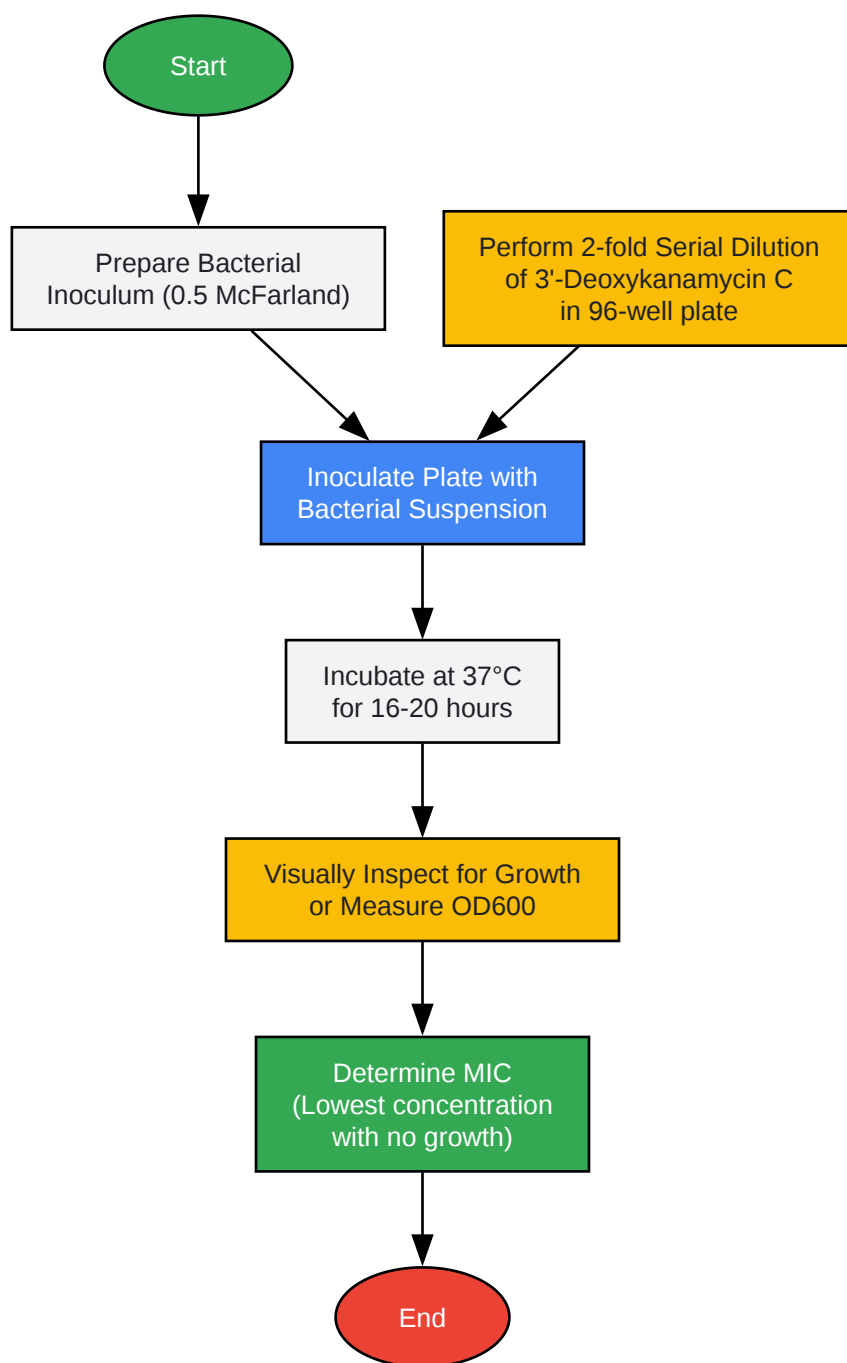 Start
Prepare Bacterial
Inoculum (0.5 McFarland)
Perform 2-fold Serial Dilution
of 3'-Deoxykanamycin C
in 96-well plate
Inoculate Plate with
Bacterial Suspension
Incubate at 37°C
for 16-20 hours
Visually Inspect for Growth
or Measure OD600
Determine MIC
(Lowest concentration
with no growth)
End